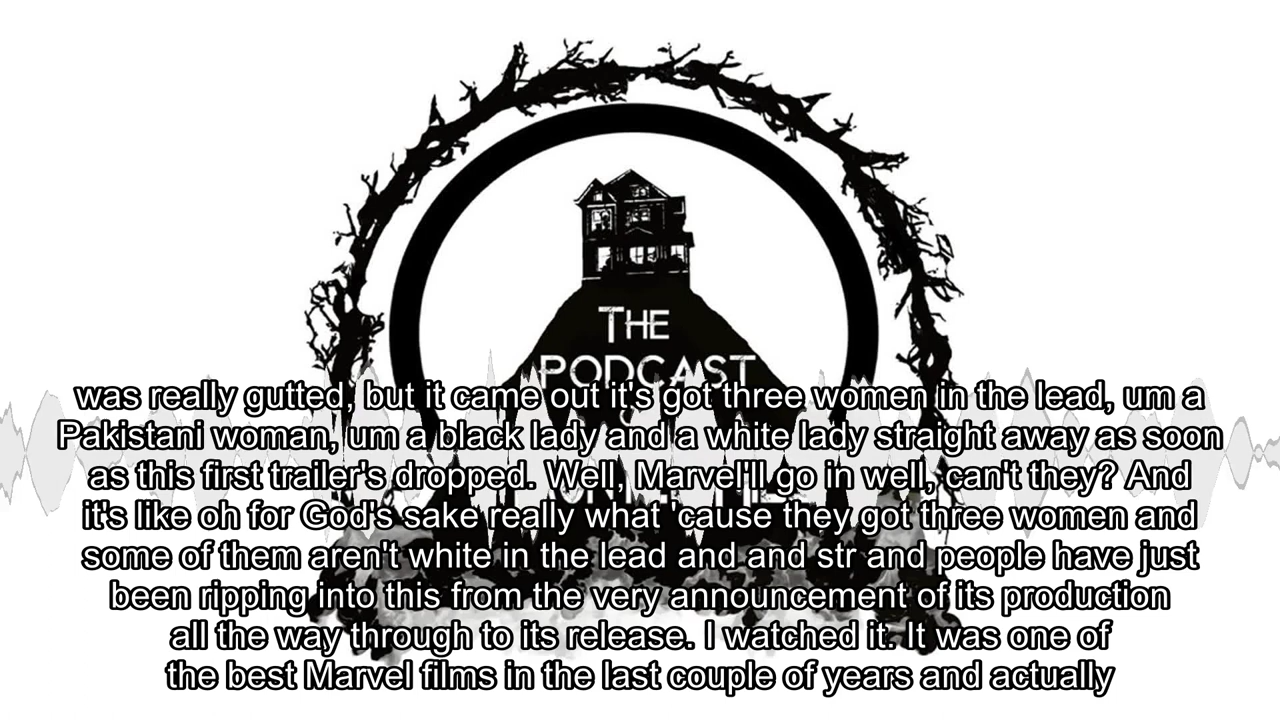 THE
PODCAST
was really gutted, but it came out it's got three women in the lead, um a
Pakistani woman, um a black lady and a white lady straight away as soon
as this first trailer's dropped. Well, Marvel'll go in well, can't they? And
it's like oh for God's sake really what 'cause they got three women and
some of them aren't white in the lead and and str and people have just
been ripping into this from the very announcement of its production
all the way through to its release. I watched it. It was one of
the best Marvel films in the last couple of years and actually